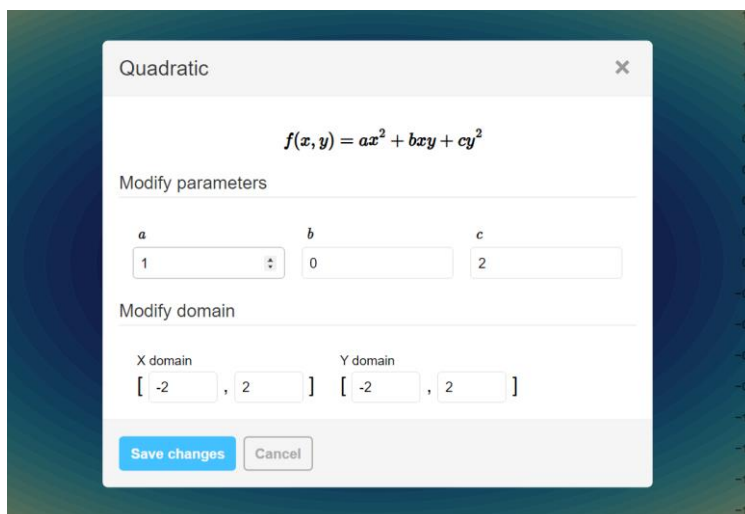 Quadratic ×
f(x, y) = ax² + bxy + cy²
Modify parameters
a b c
1 0 2
Modify domain
X domain Y domain
[ -2 , 2 ] [ -2 , 2 ]
Save changes Cancel